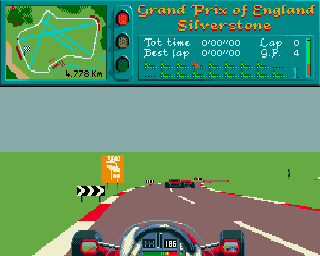 Grand Prix of England
Silverstone
Tot time 0'00"00 Lap 0
Best lap 0'00"00 G.P. 4
4.778 Km
186